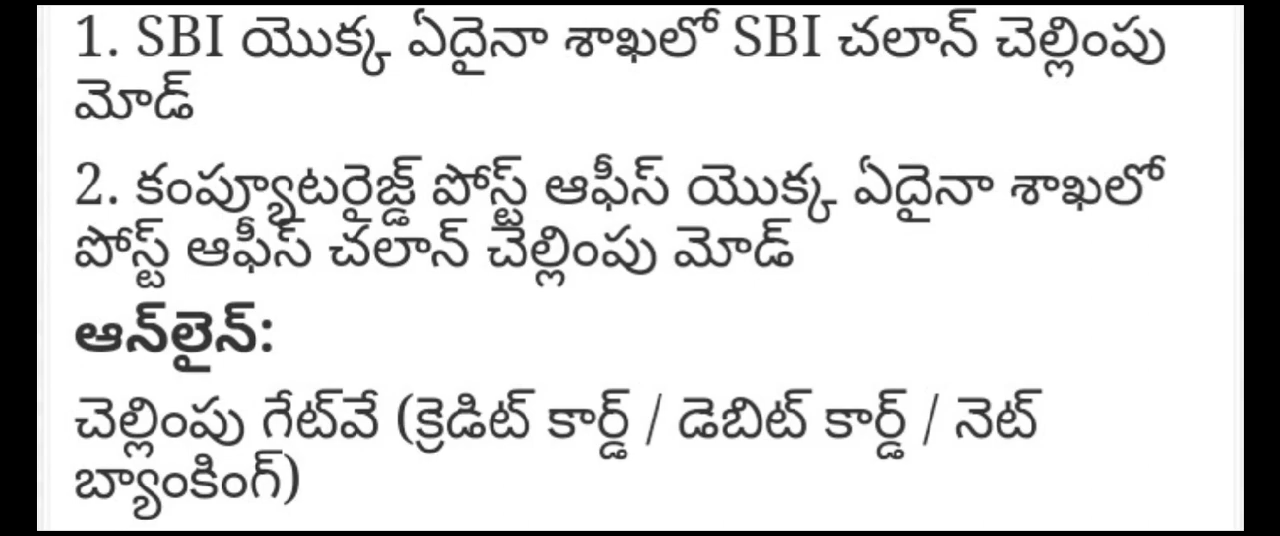 1. SBI యొక్క ఏదైనా శాఖలో SBI చలాన్ చెల్లింపు
మోడ్
2. కంప్యూటరైజ్డ్ పోస్ట్ ఆఫీస్ యొక్క ఏదైనా శాఖలో
పోస్ట్ ఆఫీస్ చలాన్ చెల్లింపు మోడ్
ఆన్‌లైన్:
చెల్లింపు గేట్‌వే (క్రెడిట్ కార్డ్ / డెబిట్ కార్డ్ / నెట్
బ్యాంకింగ్)